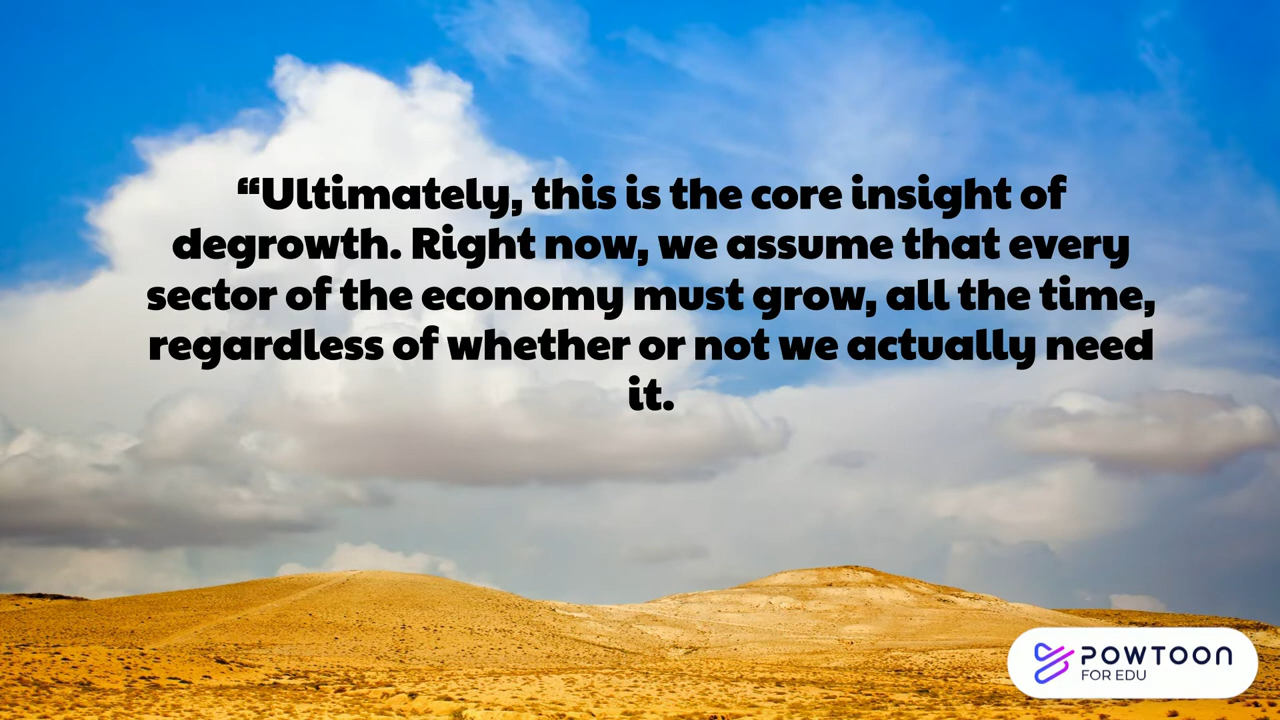 “Ultimately, this is the core insight of
degrowth. Right now, we assume that every
sector of the economy must grow, all the time,
regardless of whether or not we actually need
it.
POWTOON
FOR EDU